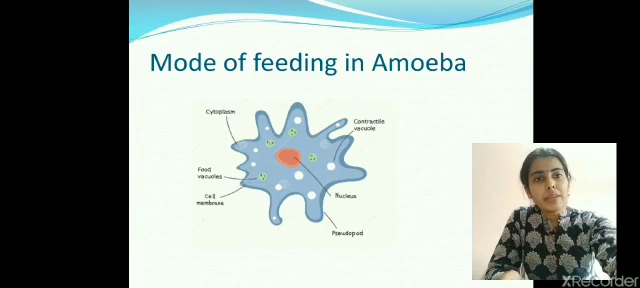 Mode of feeding in Amoeba
Cytoplasm
Contractile
vacuole
Food
vacuoles
Cell
membrane
Nucleus
Pseudopod
XRecorder